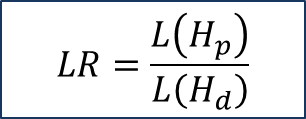 LR = L(H_p) / L(H_d)